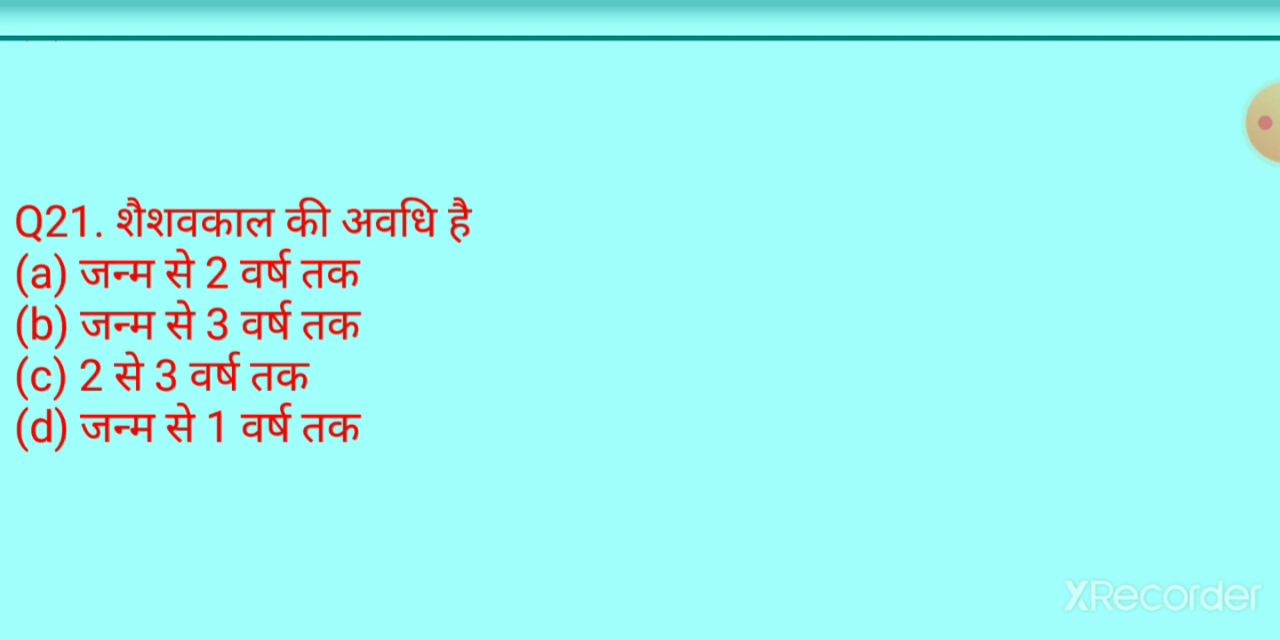 Q21. शैशवकाल की अवधि है
(a) जन्म से 2 वर्ष तक
(b) जन्म से 3 वर्ष तक
(c) 2 से 3 वर्ष तक
(d) जन्म से 1 वर्ष तक
XRecorder